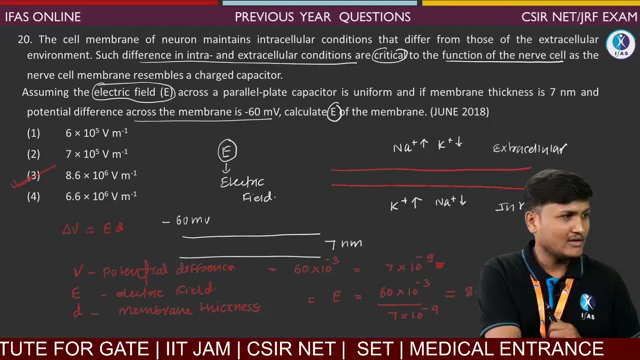 IFAS ONLINE PREVIOUS YEAR QUESTIONS CSIR NET/JRF EXAM
20. The cell membrane of neuron maintains intracellular conditions that differ from those of the extracellular
environment. Such difference in intra- and extracellular conditions are critical to the function of the nerve cell as the
nerve cell membrane resembles a charged capacitor.
Assuming the electric field (E) across a parallel-plate capacitor is uniform and if membrane thickness is 7 nm and
potential difference across the membrane is -60 mV, calculate E of the membrane. (JUNE 2018)
IFAS
(1) 6 × 10⁵ V m⁻¹
(2) 7 × 10⁵ V m⁻¹
(3) 8.6 × 10⁶ V m⁻¹
(4) 6.6 × 10⁶ V m⁻¹
E
Electric
Field.
Na+↑ K+↓ Extracellular
K+↑ Na+↓
-60mv
7 nm
ΔV = Ed
V - Potential difference = 60×10⁻³ = 7×10⁻⁹
E - electric field.
d - membrane thickness
= E = 60×10⁻³ / 7×10⁻⁹ = 8.
TUTE FOR GATE | IIT JAM | CSIR NET | SET | MEDICAL ENTRANCE